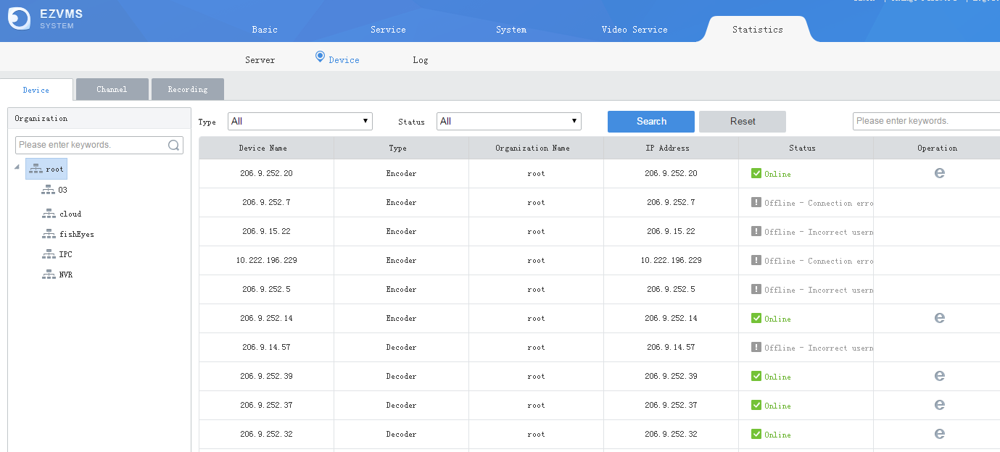 EZVMS
SYSTEM
Basic Service System Video Service Statistics
Server Device Log
Device Channel Recording
Organization
Please enter keywords.
root
03
cloud
fishEyes
IPC
NVR
Type All Status All Search Reset Please enter keywords.
Device Name Type Organization Name IP Address Status Operation
206.9.252.20 Encoder root 206.9.252.20 Online
206.9.252.7 Encoder root 206.9.252.7 Offline - Connection erro
206.9.15.22 Encoder root 206.9.15.22 Offline - Incorrect usern
10.222.196.229 Encoder root 10.222.196.229 Offline - Connection erro
206.9.252.5 Encoder root 206.9.252.5 Offline - Incorrect usern
206.9.252.14 Encoder root 206.9.252.14 Online
206.9.14.57 Decoder root 206.9.14.57 Offline - Incorrect usern
206.9.252.39 Decoder root 206.9.252.39 Online
206.9.252.37 Decoder root 206.9.252.37 Online
206.9.252.32 Decoder root 206.9.252.32 Online